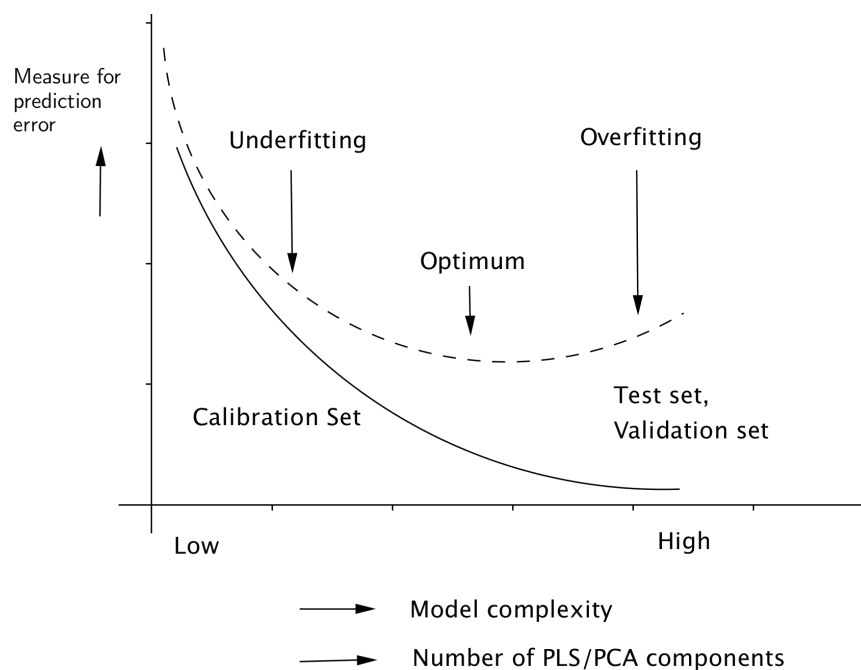 Measure for
prediction
error
Underfitting
Overfitting
Optimum
Calibration Set
Test set,
Validation set
Low
High
Model complexity
Number of PLS/PCA components